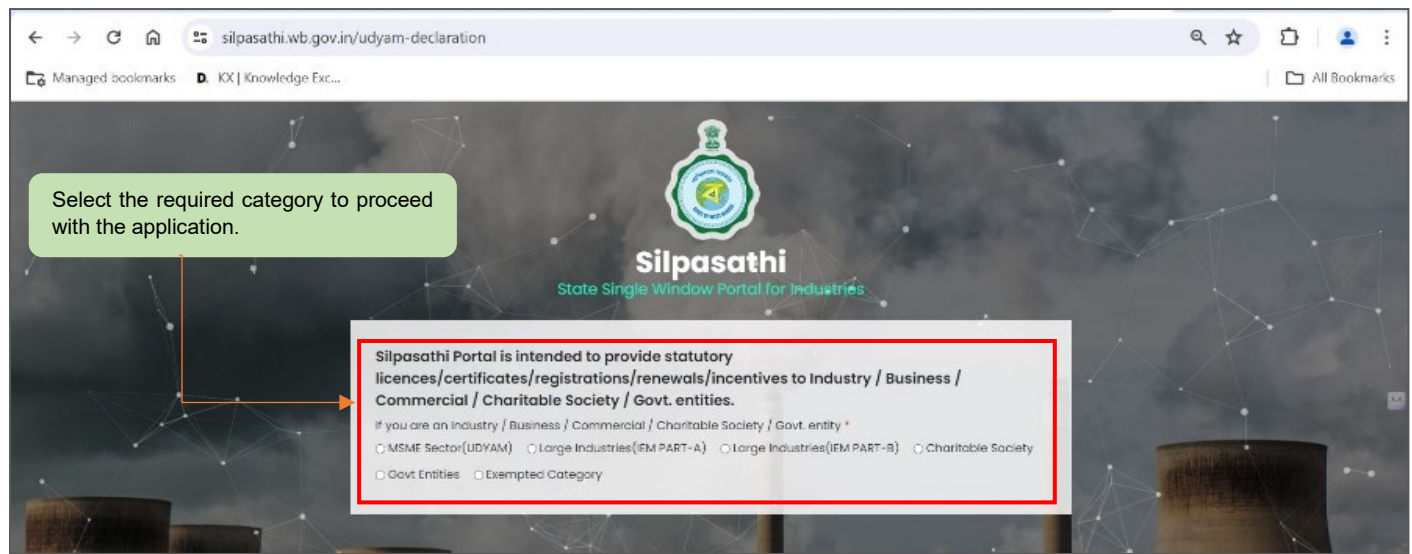 silpasathi.wb.gov.in/udyam-declaration
Managed bookmarks D. KX | Knowledge Exc... All Bookmarks
Select the required category to proceed
with the application.
Silpasathi
State Single Window Portal for Industries
Silpasathi Portal is intended to provide statutory
licences/certificates/registrations/renewals/incentives to Industry / Business /
Commercial / Charitable Society / Govt. entities.
If you are an Industry / Business / Commercial / Charitable Society / Govt. entity *
MSME Sector(UDYAM) Large Industries(IEM PART-A) Large Industries(IEM PART-B) Charitable Society
Govt Entities Exempted Category